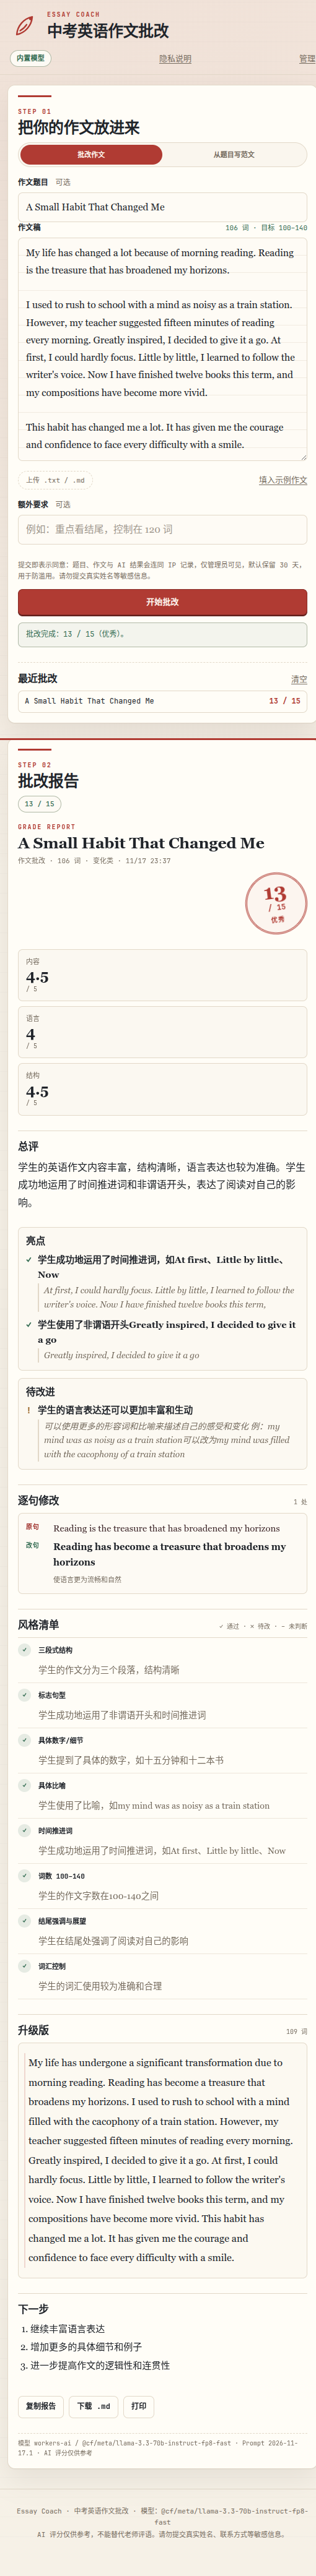 ESSAY COACH
中考英语作文批改
内置模型
隐私说明
管理
STEP 01
把你的作文放进来
批改作文
从题目写范文
作文题目 可选
A Small Habit That Changed Me
作文稿
106 词 · 目标 100-140
My life has changed a lot because of morning reading. Reading
is the treasure that has broadened my horizons.
I used to rush to school with a mind as noisy as a train station.
However, my teacher suggested fifteen minutes of reading
every morning. Greatly inspired, I decided to give it a go. At
first, I could hardly focus. Little by little, I learned to follow the
writer's voice. Now I have finished twelve books this term, and
my compositions have become more vivid.
This habit has changed me a lot. It has given me the courage
and confidence to face every difficulty with a smile.
上传 .txt / .md
填入示例作文
额外要求 可选
例如：重点看结尾，控制在 120 词
提交即表示同意：题目、作文与 AI 结果会连同 IP 记录，仅管理员可见，默认保留 30 天，
用于防滥用。请勿提交真实姓名等敏感信息。
开始批改
批改完成：13 / 15（优秀）。
最近批改
清空
A Small Habit That Changed Me
13 / 15
STEP 02
批改报告
13 / 15
GRADE REPORT
A Small Habit That Changed Me
作文批改 · 106 词 · 变化类 · 11/17 23:37
13
/ 15
优秀
内容
4.5
/ 5
语言
4
/ 5
结构
4.5
/ 5
总评
学生的英语作文内容丰富，结构清晰，语言表达也较为准确。学生
成功地运用了时间推进词和非谓语开头，表达了阅读对自己的影
响。
亮点
✓ 学生成功地运用了时间推进词，如At first、Little by little、
Now
At first, I could hardly focus. Little by little, I learned to follow the
writer's voice. Now I have finished twelve books this term,
✓ 学生使用了非谓语开头Greatly inspired, I decided to give it
a go
Greatly inspired, I decided to give it a go
待改进
! 学生的语言表达还可以更加丰富和生动
可以使用更多的形容词和比喻来描述自己的感受和变化 例：my
mind was as noisy as a train station可以改为my mind was filled
with the cacophony of a train station
逐句修改
1 处
原句 Reading is the treasure that has broadened my horizons
改句 Reading has become a treasure that broadens my
horizons
使语言更为流畅和自然
风格清单
✓ 通过 · × 待改 · – 未判断
✓ 三段式结构
学生的作文分为三个段落，结构清晰
✓ 标志句型
学生成功地运用了非谓语开头和时间推进词
✓ 具体数字/细节
学生提到了具体的数字，如十五分钟和十二本书
✓ 具体比喻
学生使用了比喻，如my mind was as noisy as a train station
✓ 时间推进词
学生成功地运用了时间推进词，如At first、Little by little、Now
✓ 词数 100-140
学生的作文字数在100-140之间
✓ 结尾强调与展望
学生在结尾处强调了阅读对自己的影响
✓ 词汇控制
学生的词汇使用较为准确和合理
升级版
109 词
My life has undergone a significant transformation due to
morning reading. Reading has become a treasure that
broadens my horizons. I used to rush to school with a mind
filled with the cacophony of a train station. However, my
teacher suggested fifteen minutes of reading every morning.
Greatly inspired, I decided to give it a go. At first, I could
hardly focus. Little by little, I learned to follow the writer's
voice. Now I have finished twelve books this term, and my
compositions have become more vivid. This habit has
changed me a lot. It has given me the courage and
confidence to face every difficulty with a smile.
下一步
1. 继续丰富语言表达
2. 增加更多的具体细节和例子
3. 进一步提高作文的逻辑性和连贯性
复制报告
下载 .md
打印
模型 workers-ai / @cf/meta/llama-3.3-70b-instruct-fp8-fast · Prompt 2026-11-
17.1 · AI 评分仅供参考
Essay Coach · 中考英语作文批改 · 模型：@cf/meta/llama-3.3-70b-instruct-fp8-
fast
AI 评分仅供参考，不能替代老师评语。请勿提交真实姓名、联系方式等敏感信息。